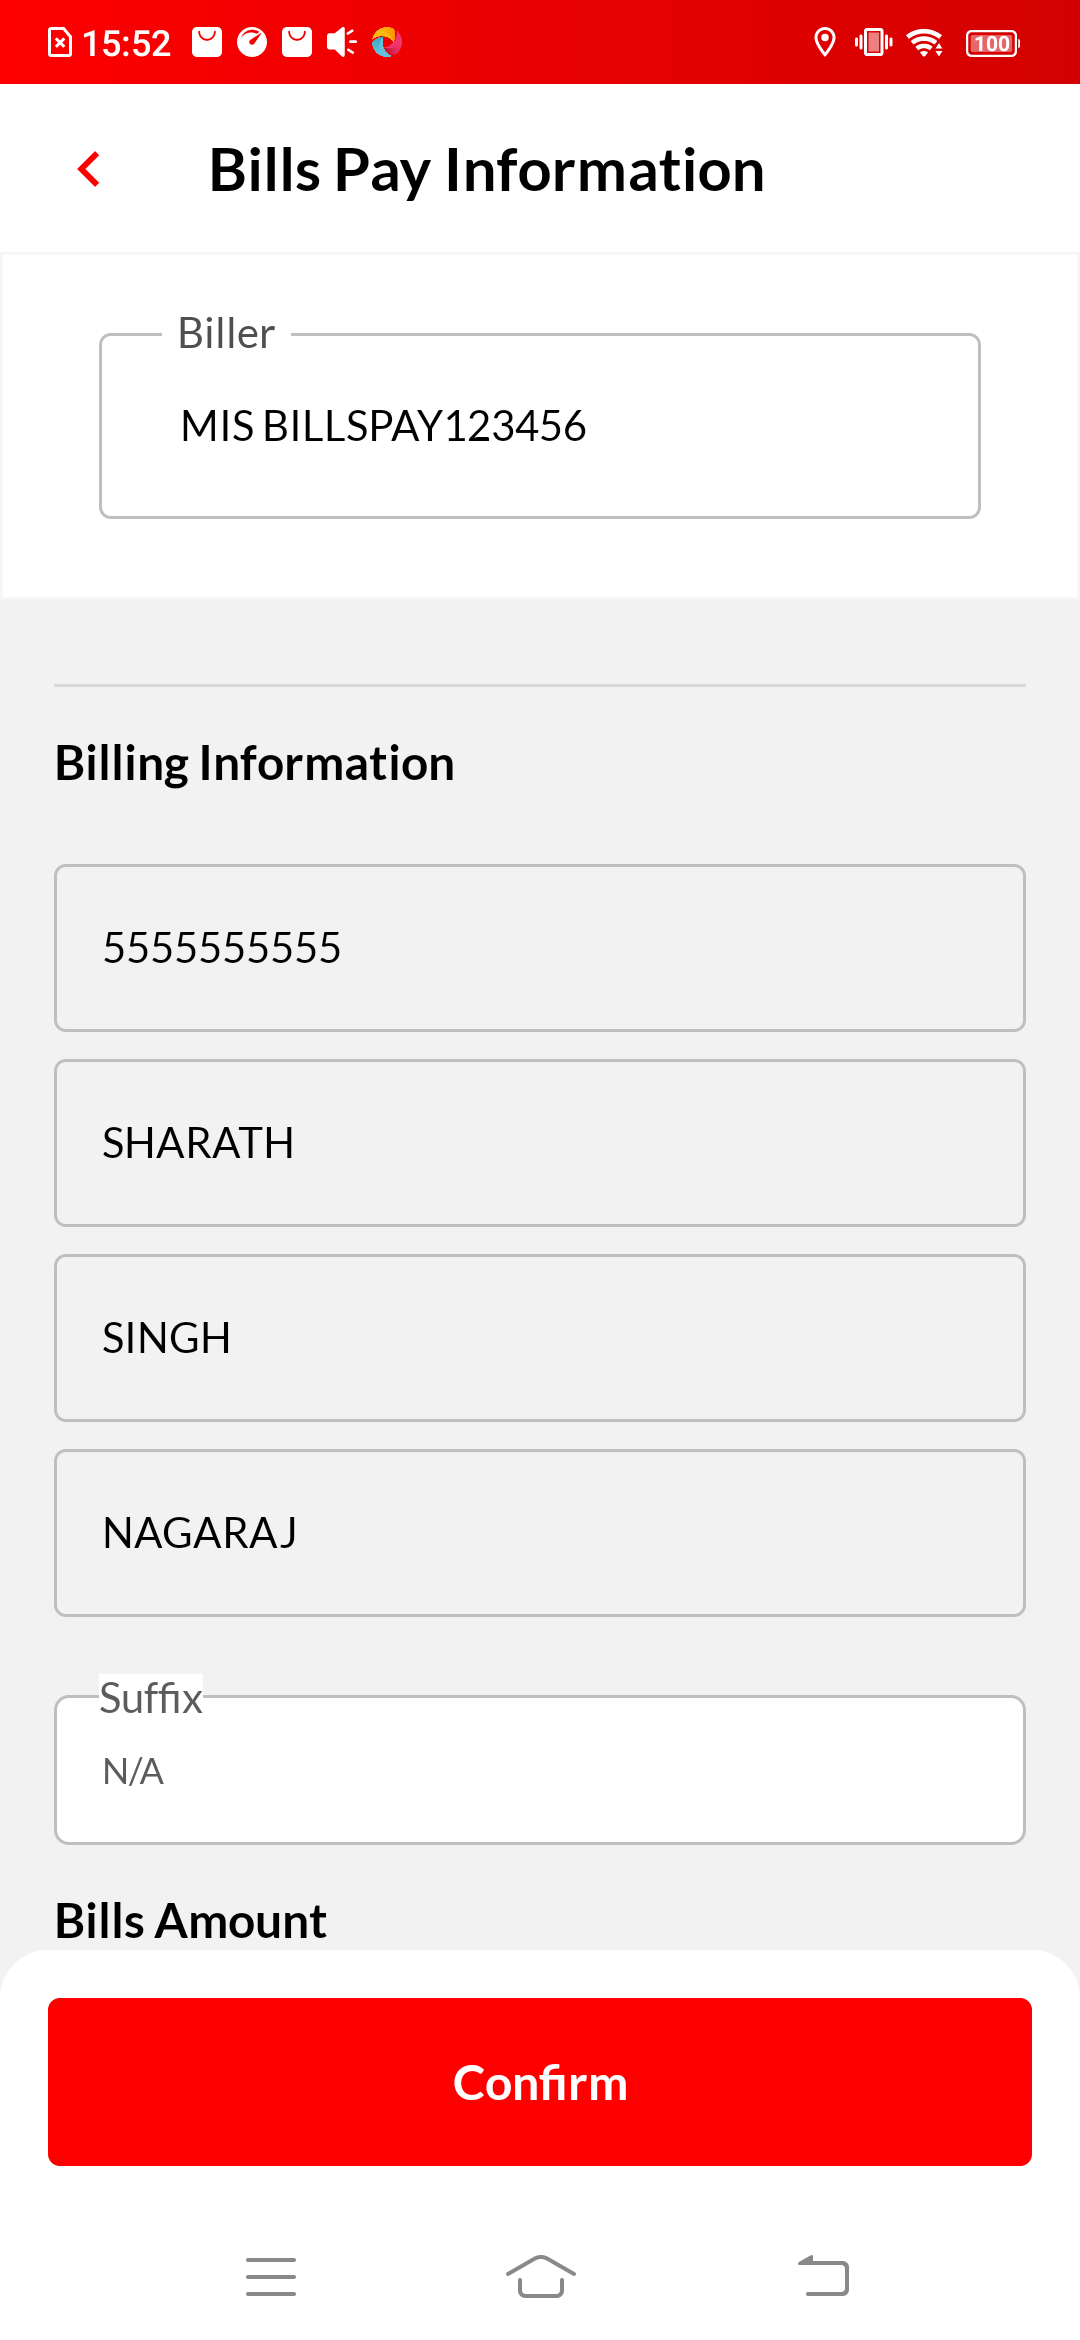 15:52
100
Bills Pay Information
Biller
MIS BILLSPAY123456
Billing Information
5555555555
SHARATH
SINGH
NAGARAJ
Suffix
N/A
Bills Amount
Confirm